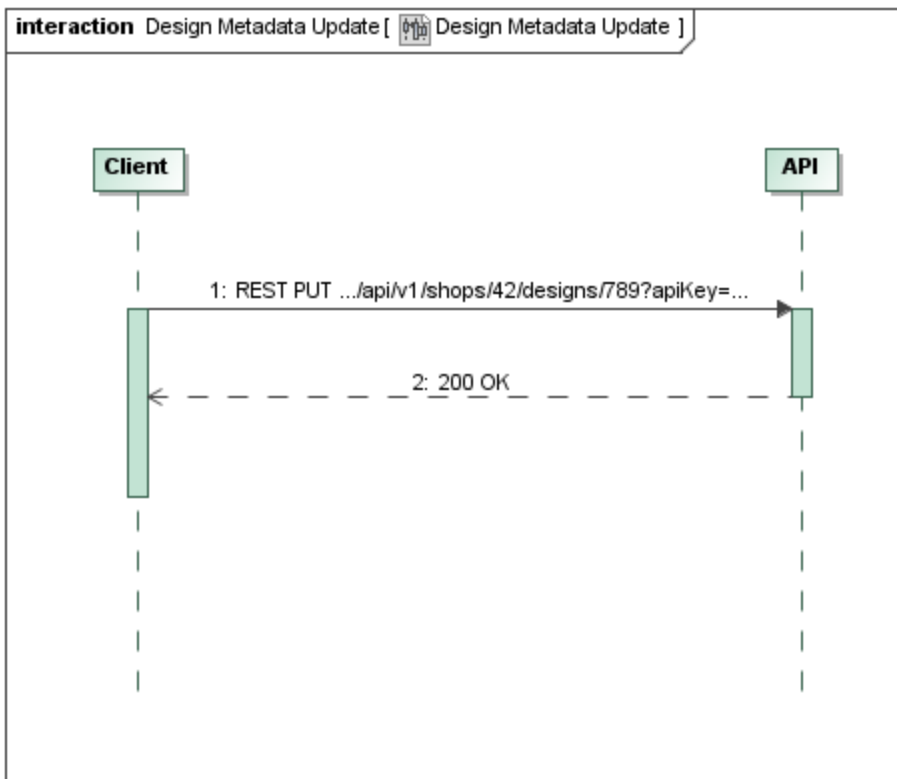 interaction Design Metadata Update [ Design Metadata Update ]
Client
API
1: REST PUT .../api/v1/shops/42/designs/789?apiKey=...
2: 200 OK